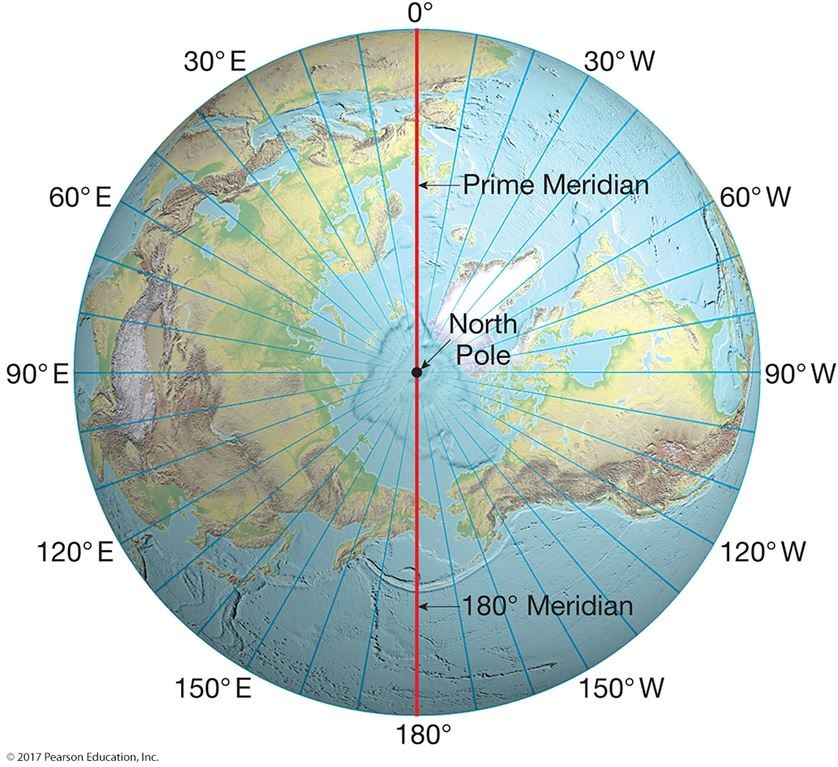 0°
30° E
30° W
Prime Meridian
60° E
60° W
North
Pole
90° E
90° W
120° E
120° W
180° Meridian
150° E
150° W
180°
© 2017 Pearson Education, Inc.